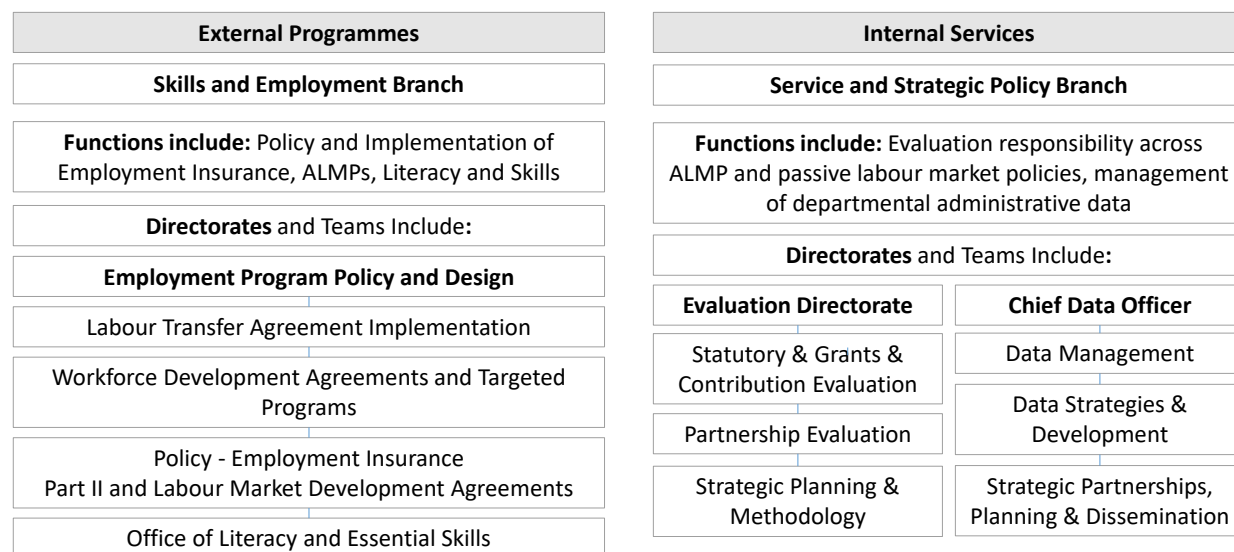 External Programmes
Skills and Employment Branch
Functions include: Policy and Implementation of
Employment Insurance, ALMPs, Literacy and Skills
Directorates and Teams Include:
Employment Program Policy and Design
Labour Transfer Agreement Implementation
Workforce Development Agreements and Targeted
Programs
Policy - Employment Insurance
Part II and Labour Market Development Agreements
Office of Literacy and Essential Skills
Internal Services
Service and Strategic Policy Branch
Functions include: Evaluation responsibility across
ALMP and passive labour market policies, management
of departmental administrative data
Directorates and Teams Include:
Evaluation Directorate
Statutory & Grants &
Contribution Evaluation
Partnership Evaluation
Strategic Planning &
Methodology
Chief Data Officer
Data Management
Data Strategies &
Development
Strategic Partnerships,
Planning & Dissemination